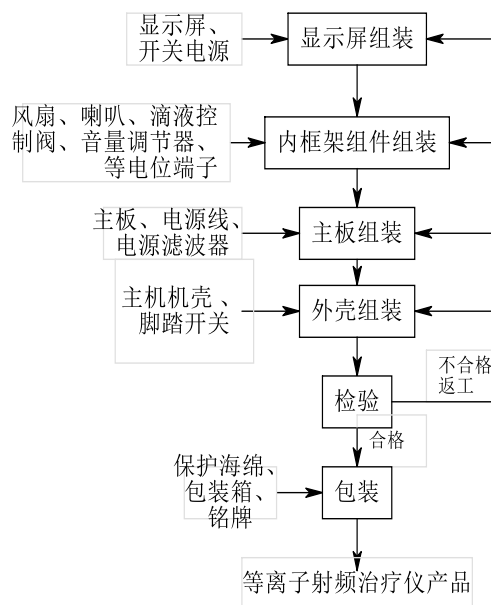 显示屏、
开关电源
显示屏组装
风扇、喇叭、滴液控
制阀、音量调节器、
等电位端子
内框架组件组装
主板、电源线、
电源滤波器
主板组装
主机机壳、
脚踏开关
外壳组装
不合格
返工
检验
合格
保护海绵、
包装箱、
铭牌
包装
等离子射频治疗仪产品